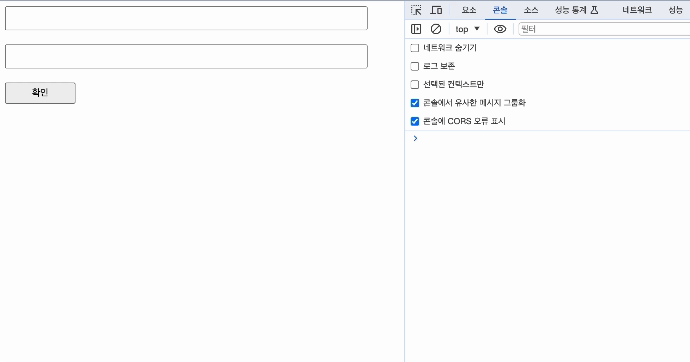 확인
요소 콘솔 소스 성능 통계 네트워크 성능
top 필터
네트워크 숨기기
로그 보존
선택된 컨텍스트만
콘솔에서 유사한 메시지 그룹화
콘솔에 CORS 오류 표시